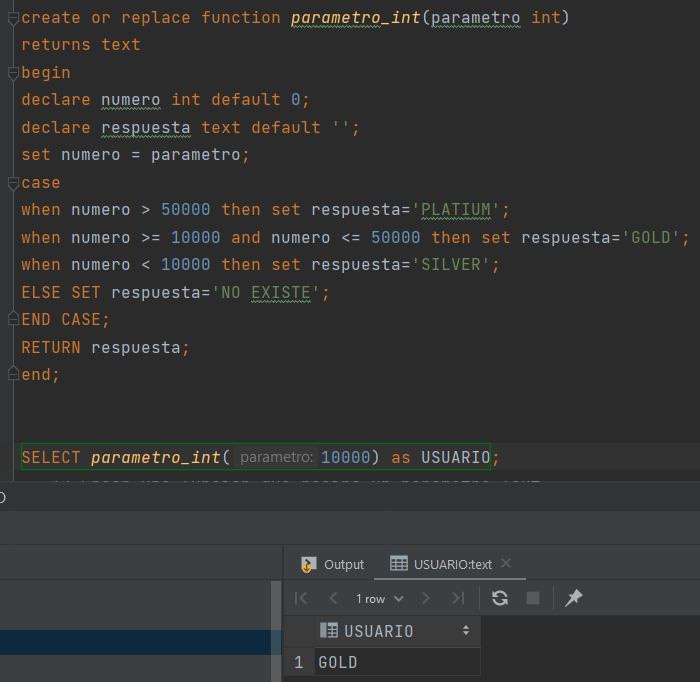 create or replace function parametro_int(parametro int)
returns text
begin
declare numero int default 0;
declare respuesta text default '';
set numero = parametro;
case
when numero > 50000 then set respuesta='PLATIUM';
when numero >= 10000 and numero <= 50000 then set respuesta='GOLD';
when numero < 10000 then set respuesta='SILVER';
ELSE SET respuesta='NO EXISTE';
END CASE;
RETURN respuesta;
end;
SELECT parametro_int( parametro: 10000) as USUARIO;
Output
USUARIO:text
1 row
USUARIO
1 GOLD